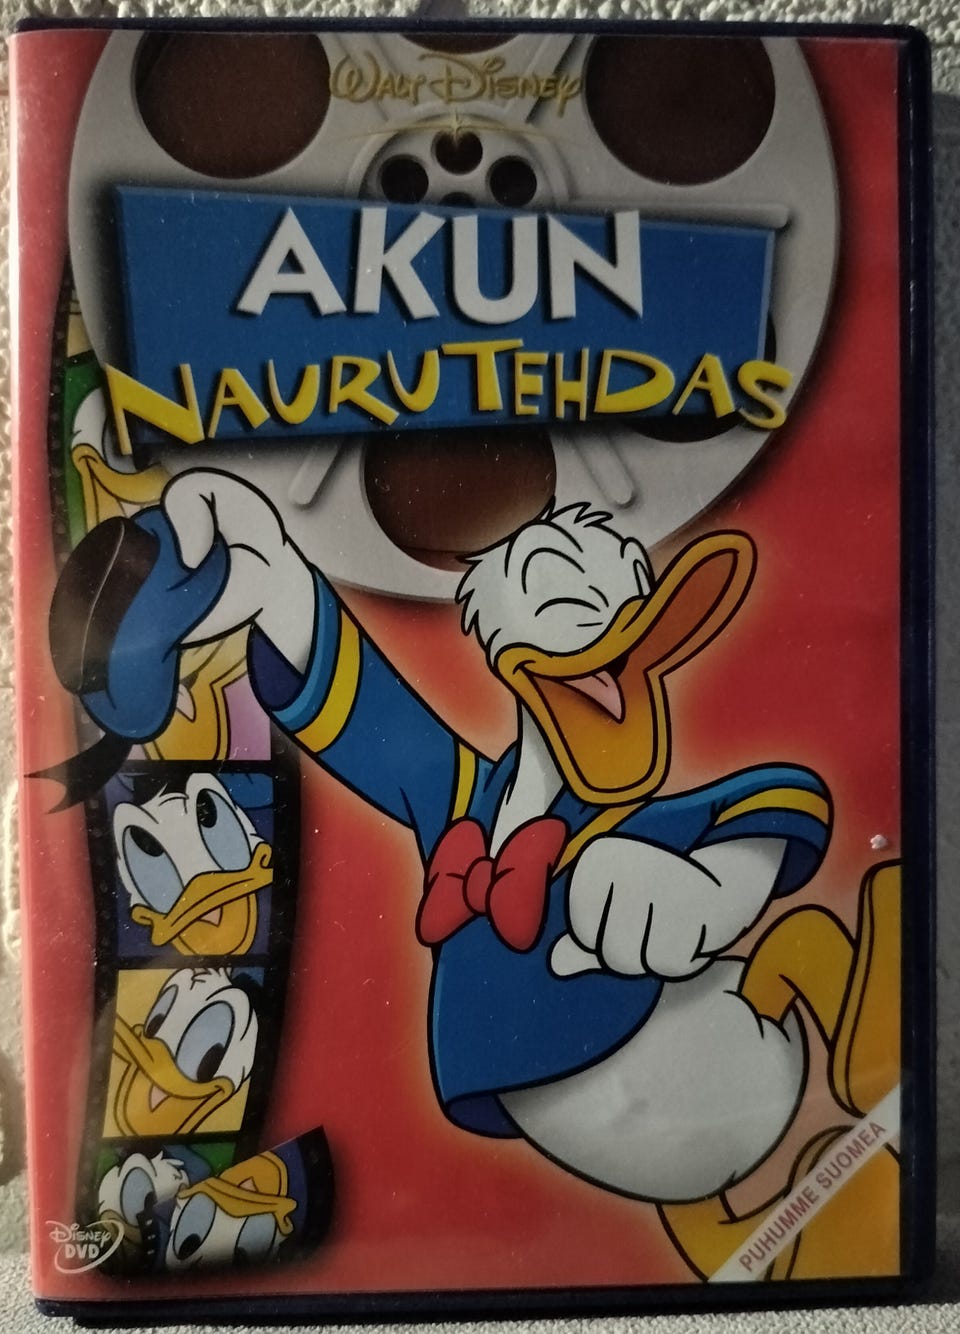 WALT DISNEY
AKUN
NAURUTEHDAS
PUHUMME SUOMEA
DISNEY
DVD